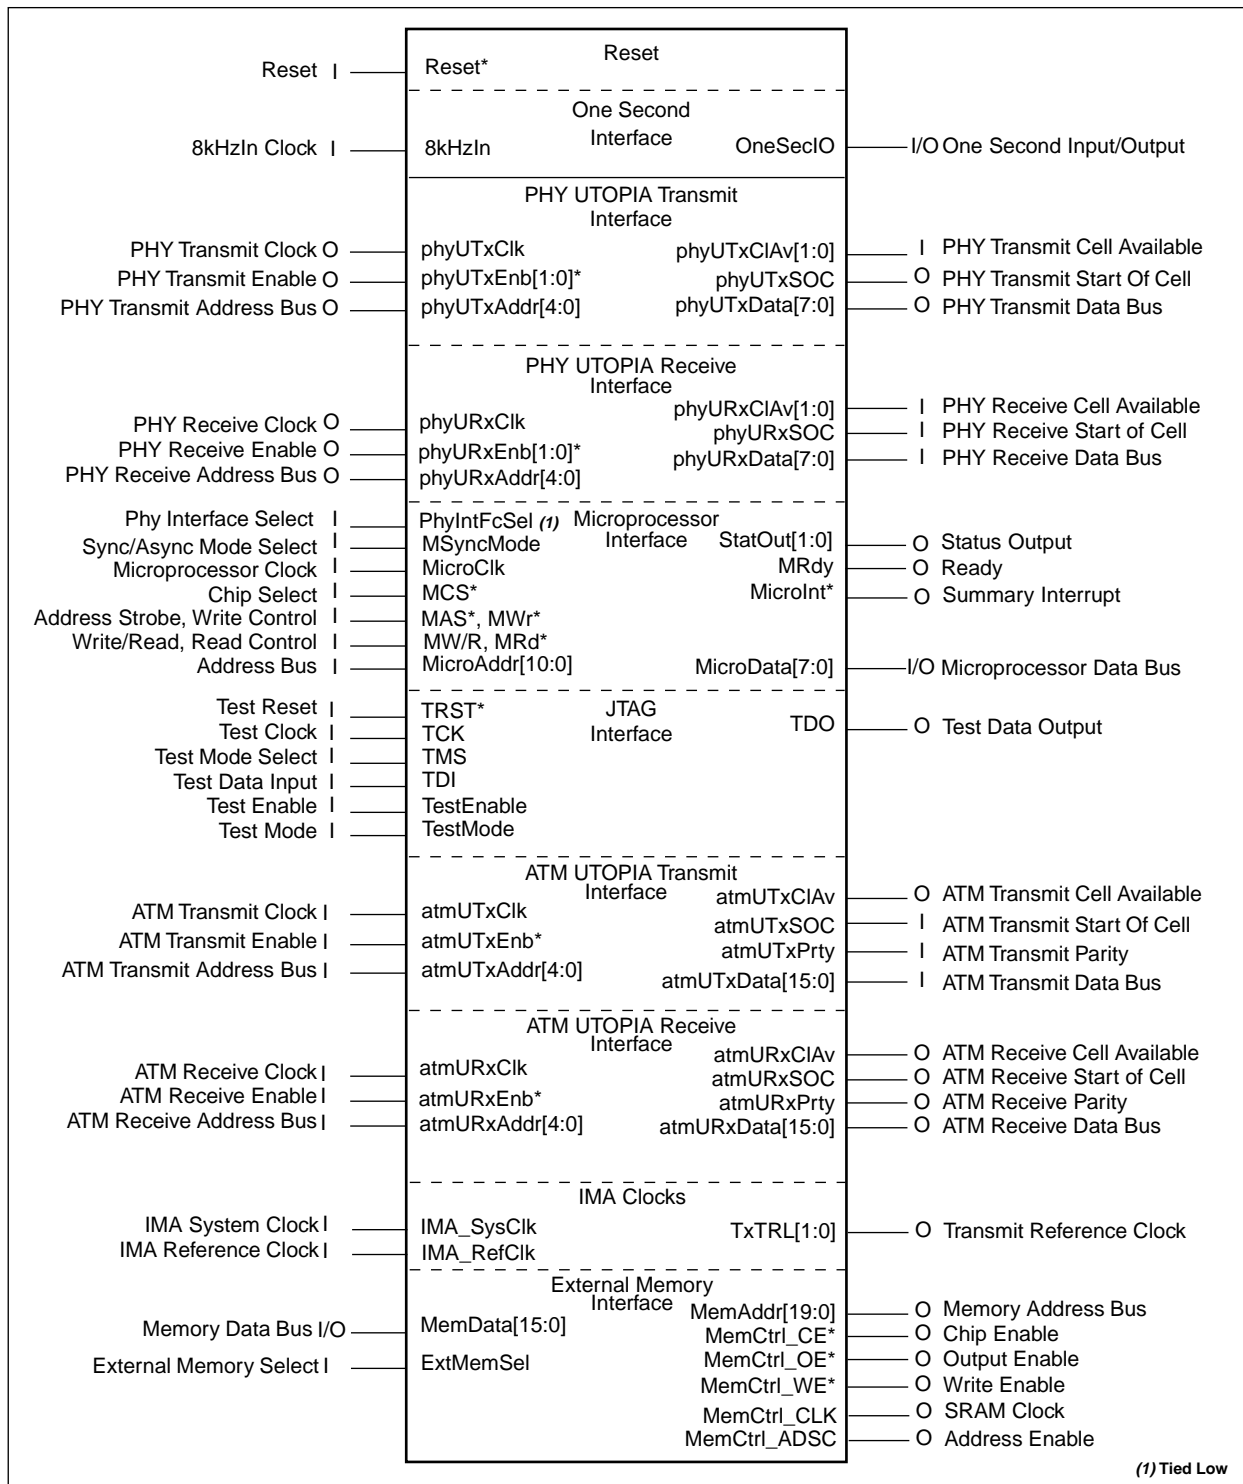 Reset
Reset I Reset*
One Second
Interface
8kHzIn Clock I 8kHzIn OneSecIO I/O One Second Input/Output
PHY UTOPIA Transmit
Interface
PHY Transmit Clock O phyUTxClk phyUTxClAv[1:0] I PHY Transmit Cell Available
PHY Transmit Enable O phyUTxEnb[1:0]* phyUTxSOC O PHY Transmit Start Of Cell
PHY Transmit Address Bus O phyUTxAddr[4:0] phyUTxData[7:0] O PHY Transmit Data Bus
PHY UTOPIA Receive
Interface
phyURxClAv[1:0] I PHY Receive Cell Available
PHY Receive Clock O phyURxClk phyURxSOC I PHY Receive Start of Cell
PHY Receive Enable O phyURxEnb[1:0]* phyURxData[7:0] I PHY Receive Data Bus
PHY Receive Address Bus O phyURxAddr[4:0]
Phy Interface Select I PhyIntFcSel (1) Microprocessor
Interface
Sync/Async Mode Select I MSyncMode StatOut[1:0] O Status Output
Microprocessor Clock I MicroClk MRdy O Ready
Chip Select I MCS* MicroInt* O Summary Interrupt
Address Strobe, Write Control I MAS*, MWr*
Write/Read, Read Control I MW/R, MRd*
Address Bus I MicroAddr[10:0] MicroData[7:0] I/O Microprocessor Data Bus
Test Reset I TRST* JTAG
Interface
Test Clock I TCK TDO O Test Data Output
Test Mode Select I TMS
Test Data Input I TDI
Test Enable I TestEnable
Test Mode I TestMode
ATM UTOPIA Transmit
Interface
atmUTxClAv O ATM Transmit Cell Available
ATM Transmit Clock I atmUTxClk atmUTxSOC I ATM Transmit Start Of Cell
ATM Transmit Enable I atmUTxEnb* atmUTxPrty I ATM Transmit Parity
ATM Transmit Address Bus I atmUTxAddr[4:0] atmUTxData[15:0] I ATM Transmit Data Bus
ATM UTOPIA Receive
Interface
atmURxClAv O ATM Receive Cell Available
ATM Receive Clock I atmURxClk atmURxSOC O ATM Receive Start of Cell
ATM Receive Enable I atmURxEnb* atmURxPrty O ATM Receive Parity
ATM Receive Address Bus I atmURxAddr[4:0] atmURxData[15:0] O ATM Receive Data Bus
IMA Clocks
IMA System Clock I IMA_SysClk TxTRL[1:0] O Transmit Reference Clock
IMA Reference Clock I IMA_RefClk
External Memory
Interface
MemAddr[19:0] O Memory Address Bus
Memory Data Bus I/O MemData[15:0] MemCtrl_CE* O Chip Enable
External Memory Select I ExtMemSel MemCtrl_OE* O Output Enable
MemCtrl_WE* O Write Enable
MemCtrl_CLK O SRAM Clock
MemCtrl_ADSC O Address Enable
(1) Tied Low